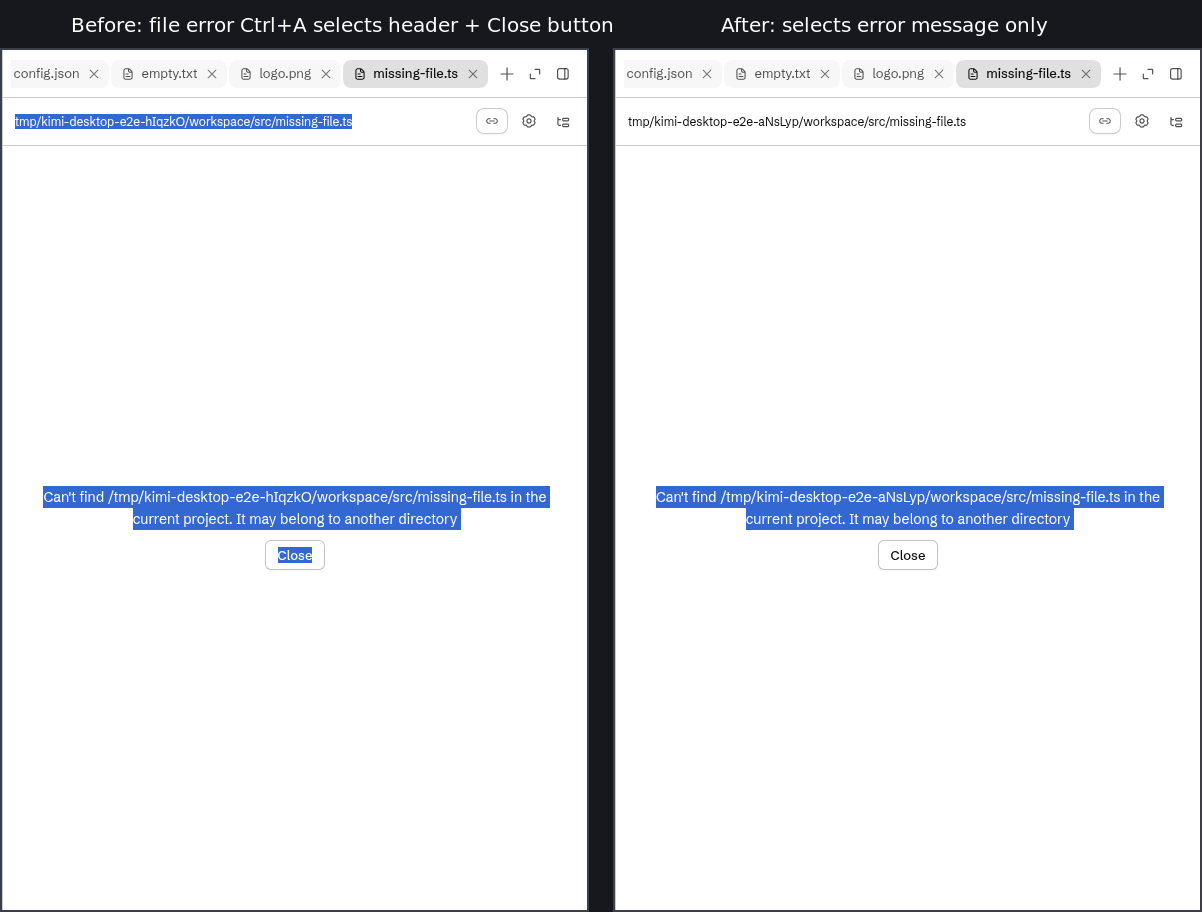 Before: file error Ctrl+A selects header + Close button
After: selects error message only
config.json
empty.txt
logo.png
missing-file.ts
tmp/kimi-desktop-e2e-hIqzkO/workspace/src/missing-file.ts
Can't find /tmp/kimi-desktop-e2e-hIqzkO/workspace/src/missing-file.ts in the
current project. It may belong to another directory
Close
config.json
empty.txt
logo.png
missing-file.ts
tmp/kimi-desktop-e2e-aNsLyp/workspace/src/missing-file.ts
Can't find /tmp/kimi-desktop-e2e-aNsLyp/workspace/src/missing-file.ts in the
current project. It may belong to another directory
Close